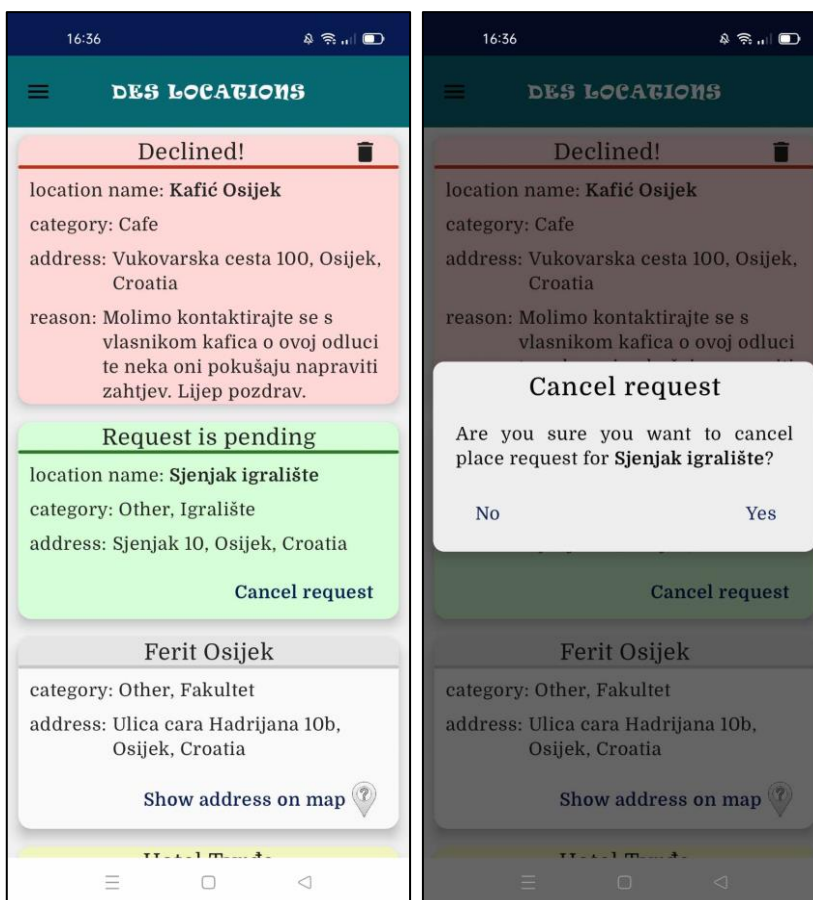 16:36
DES LOCATIONS
Declined!
location name: Kafić Osijek
category: Cafe
address: Vukovarska cesta 100, Osijek,
Croatia
reason: Molimo kontaktirajte se s
vlasnikom kafica o ovoj odluci
te neka oni pokušaju napraviti
zahtjev. Lijep pozdrav.
Request is pending
location name: Sjenjak igralište
category: Other, Igralište
address: Sjenjak 10, Osijek, Croatia
Cancel request
Ferit Osijek
category: Other, Fakultet
address: Ulica cara Hadrijana 10b,
Osijek, Croatia
Show address on map
16:36
DES LOCATIONS
Declined!
location name: Kafić Osijek
category: Cafe
address: Vukovarska cesta 100, Osijek,
Croatia
reason: Molimo kontaktirajte se s
vlasnikom kafica o ovoj odluci
Cancel request
Are you sure you want to cancel
place request for Sjenjak igralište?
No Yes
Cancel request
Ferit Osijek
category: Other, Fakultet
address: Ulica cara Hadrijana 10b,
Osijek, Croatia
Show address on map